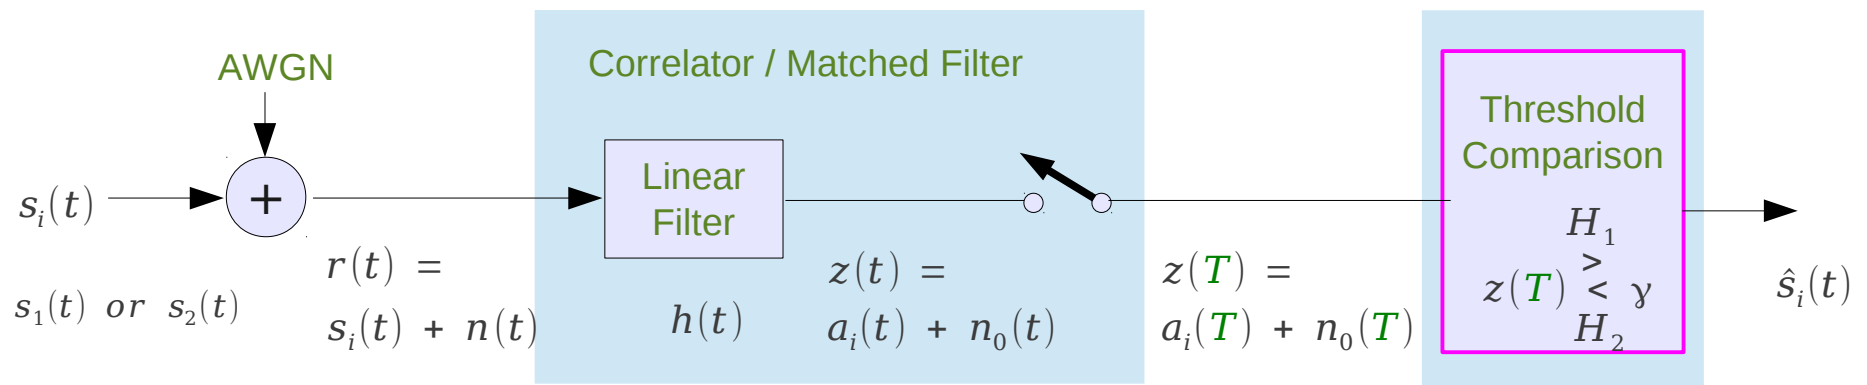 AWGN
+
s_i(t)
s_1(t) or s_2(t)
r(t) =
s_i(t) + n(t)
Correlator / Matched Filter
Linear
Filter
h(t)
z(t) =
a_i(t) + n_0(t)
z(T) =
a_i(T) + n_0(T)
Threshold
Comparison
H_1
>
z(T) < γ
H_2
ŝ_i(t)